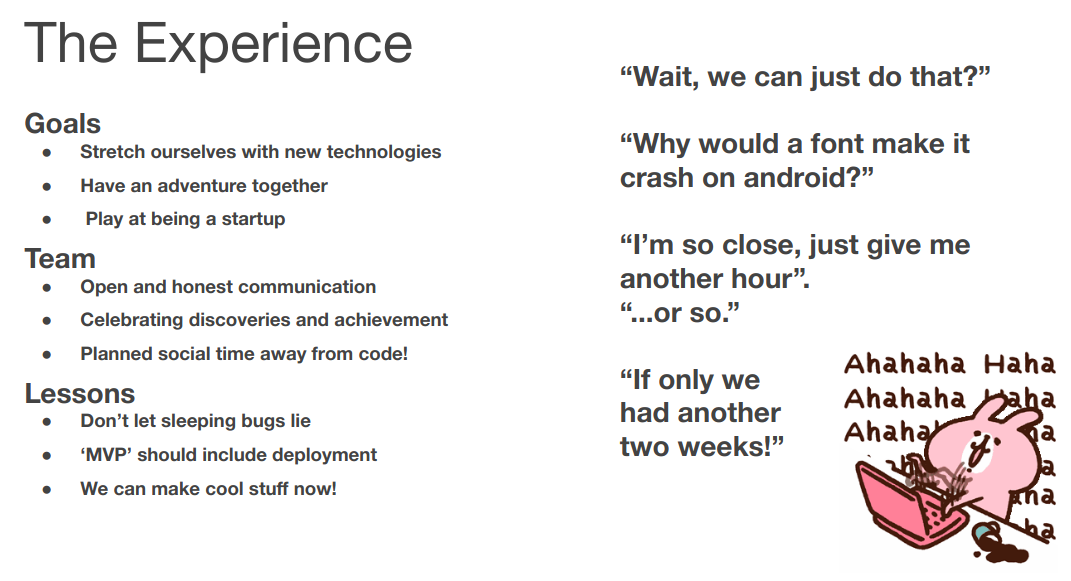 The Experience
Goals
● Stretch ourselves with new technologies
● Have an adventure together
● Play at being a startup
Team
● Open and honest communication
● Celebrating discoveries and achievement
● Planned social time away from code!
Lessons
● Don’t let sleeping bugs lie
● ‘MVP’ should include deployment
● We can make cool stuff now!
“Wait, we can just do that?”
“Why would a font make it
crash on android?”
“I’m so close, just give me
another hour”.
“...or so.”
“If only we
had another
two weeks!”
Ahahaha Haha
Ahahaha Haha